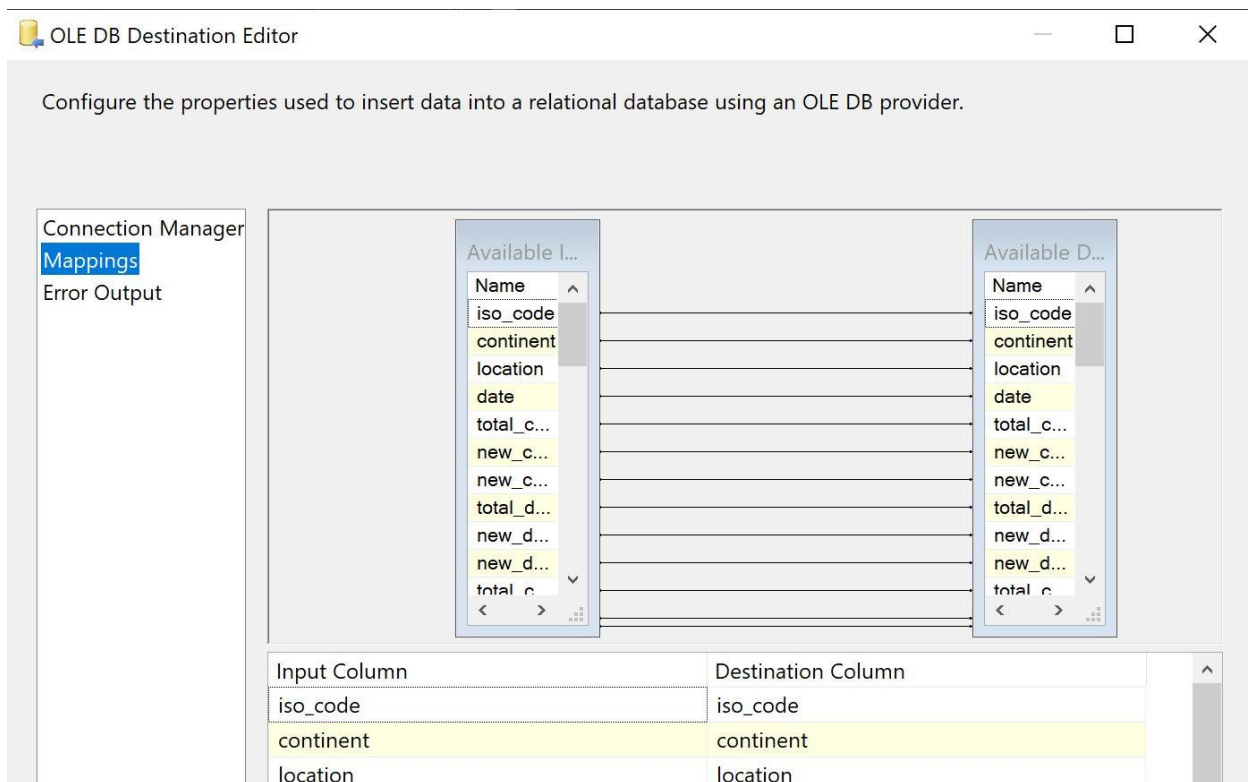 OLE DB Destination Editor
Configure the properties used to insert data into a relational database using an OLE DB provider.
Connection Manager
Mappings
Error Output
Available I...
Name
iso_code
continent
location
date
total_c...
new_c...
new_c...
total_d...
new_d...
new_d...
total_c
Available D...
Name
iso_code
continent
location
date
total_c...
new_c...
new_c...
total_d...
new_d...
new_d...
total_c
Input Column Destination Column
iso_code iso_code
continent continent
location location